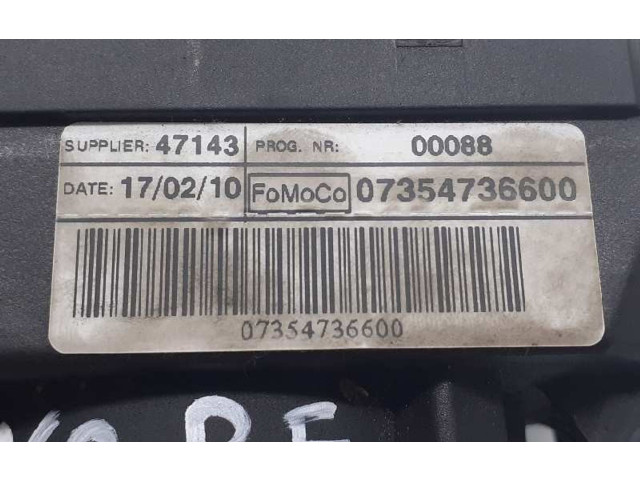 SUPPLIER: 47143 PROG. NR: 00088
DATE: 17/02/10 FoMoCo 07354736600
07354736600